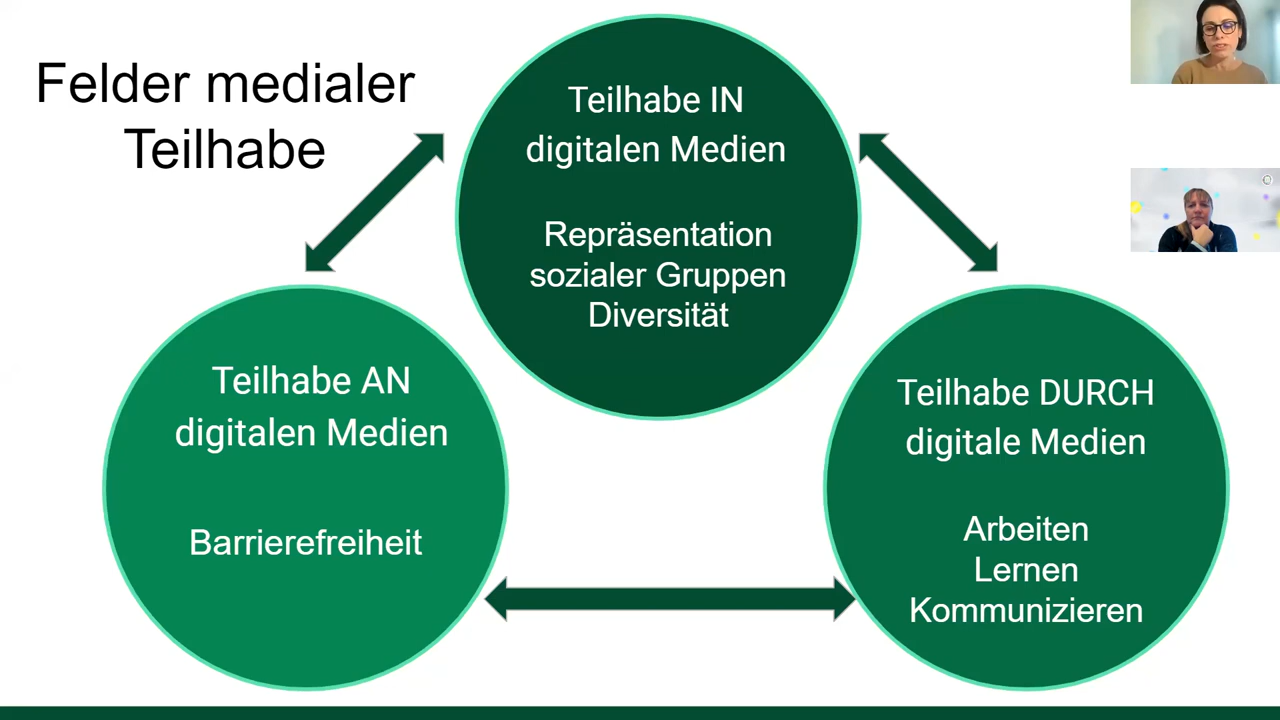 Felder medialer
Teilhabe
Teilhabe IN
digitalen Medien
Repräsentation
sozialer Gruppen
Diversität
Teilhabe AN
digitalen Medien
Barrierefreiheit
Teilhabe DURCH
digitale Medien
Arbeiten
Lernen
Kommunizieren